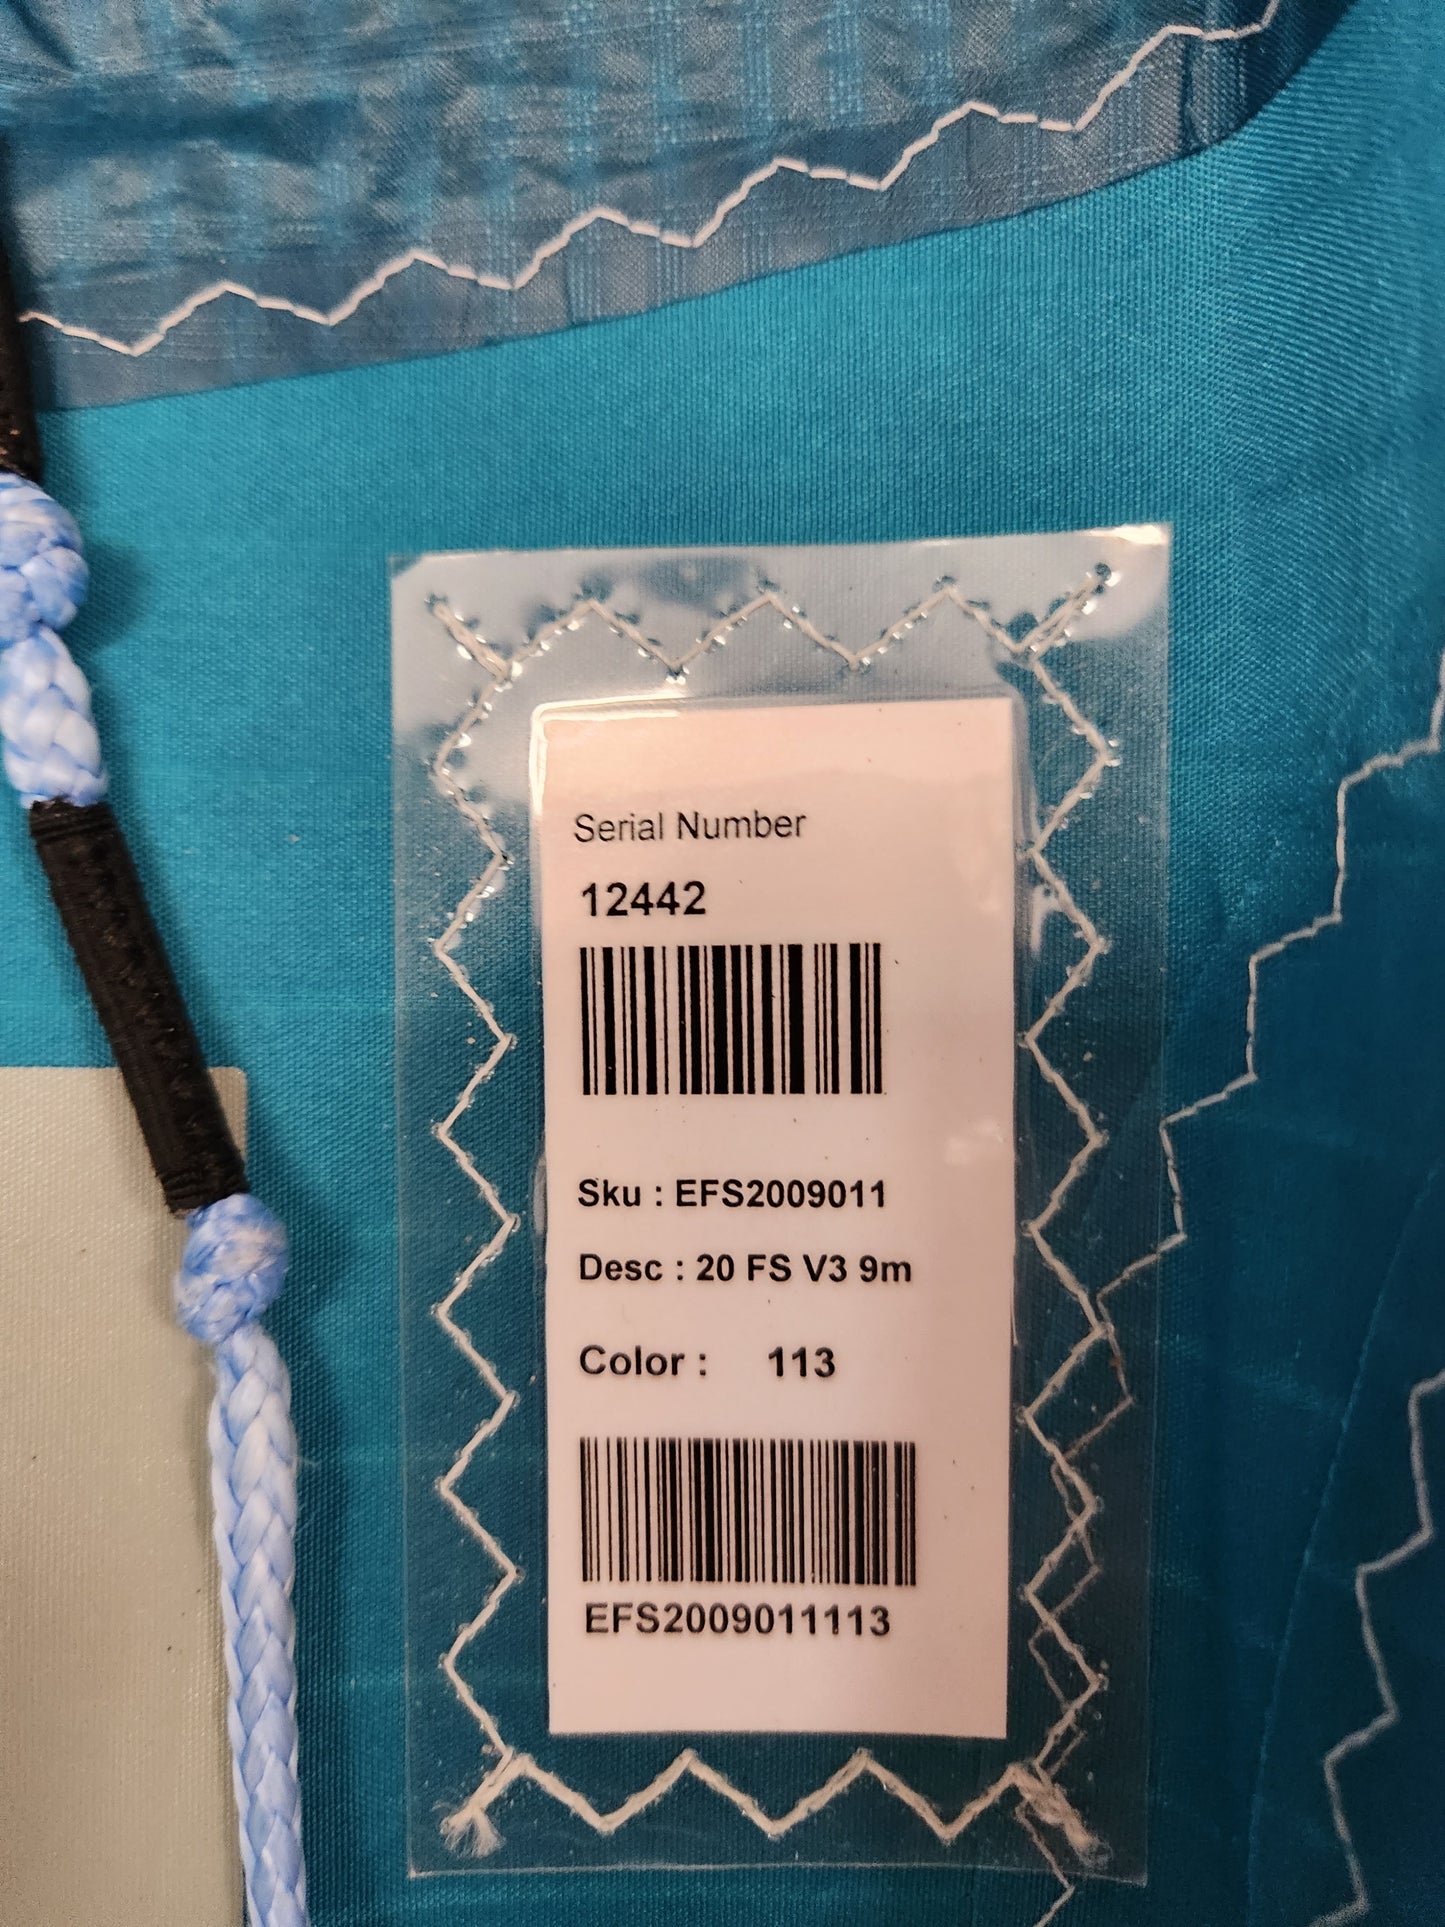 Serial Number
12442
Sku : EFS2009011
Desc : 20 FS V3 9m
Color : 113
EFS2009011113